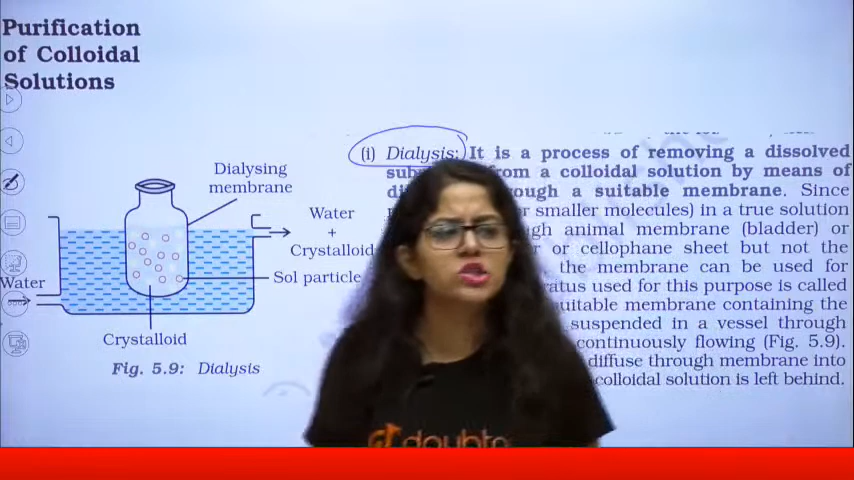 Purification
of Colloidal
Solutions
Dialysing
membrane
Water
+
Crystalloid
Sol particle
Water
Crystalloid
Fig. 5.9: Dialysis
(i) Dialysis: It is a process of removing a dissolved
from a colloidal solution by means of
through a suitable membrane. Since
smaller molecules) in a true solution
animal membrane (bladder) or
or cellophane sheet but not the
the membrane can be used for
used for this purpose is called
suitable membrane containing the
suspended in a vessel through
continuously flowing (Fig. 5.9).
diffuse through membrane into
colloidal solution is left behind.
doubtn